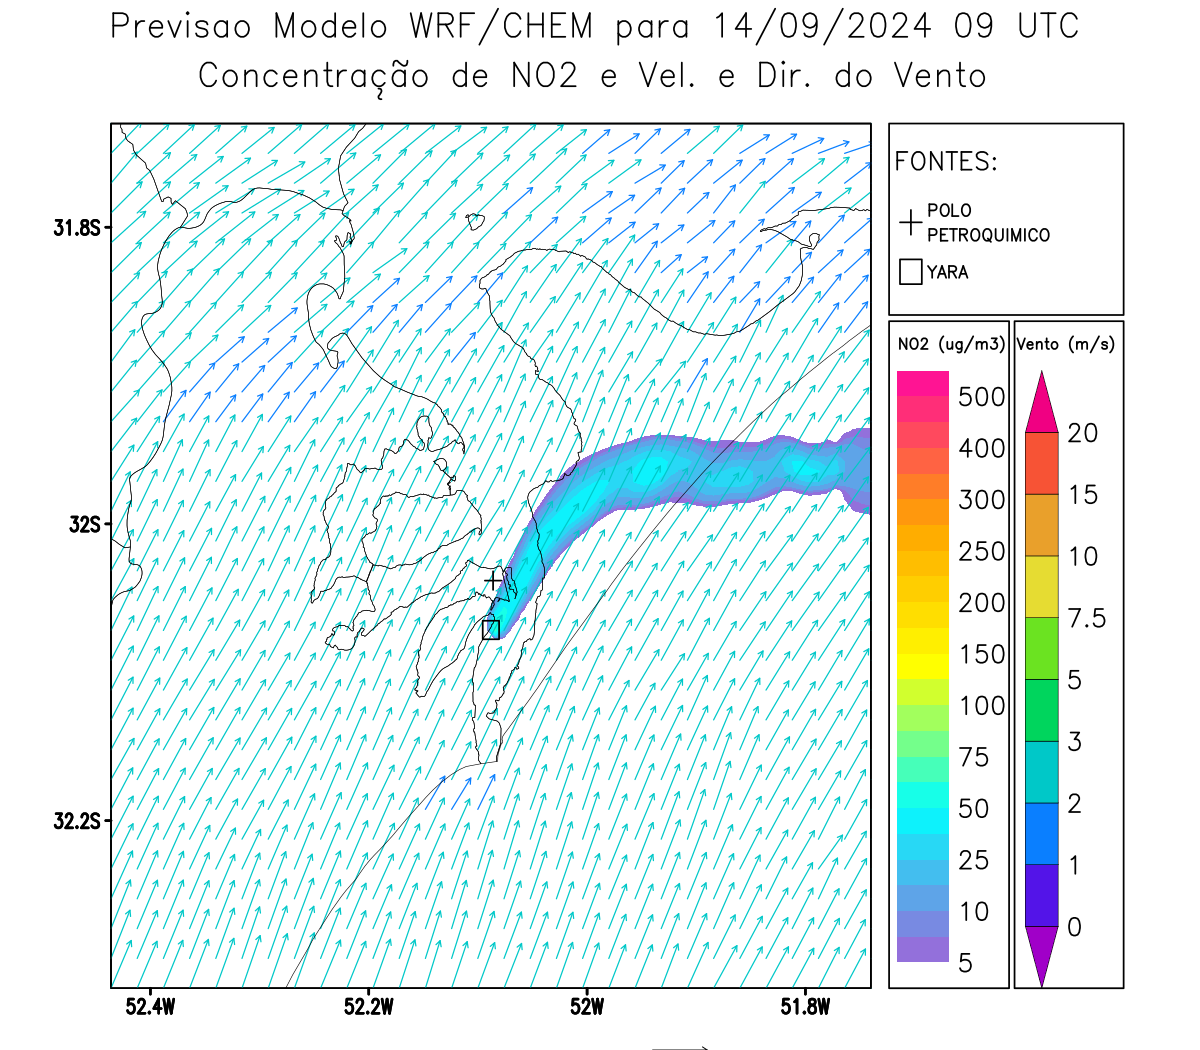 Previsao Modelo WRF/CHEM para 14/09/2024 09 UTC
Concentração de NO2 e Vel. e Dir. do Vento
31.8S
32S
32.2S
52.4W
52.2W
52W
51.8W
FONTES:
POLO
PETROQUIMICO
YARA
NO2 (ug/m3)
500
400
300
250
200
150
100
75
50
25
10
5
Vento (m/s)
20
15
10
7.5
5
3
2
1
0